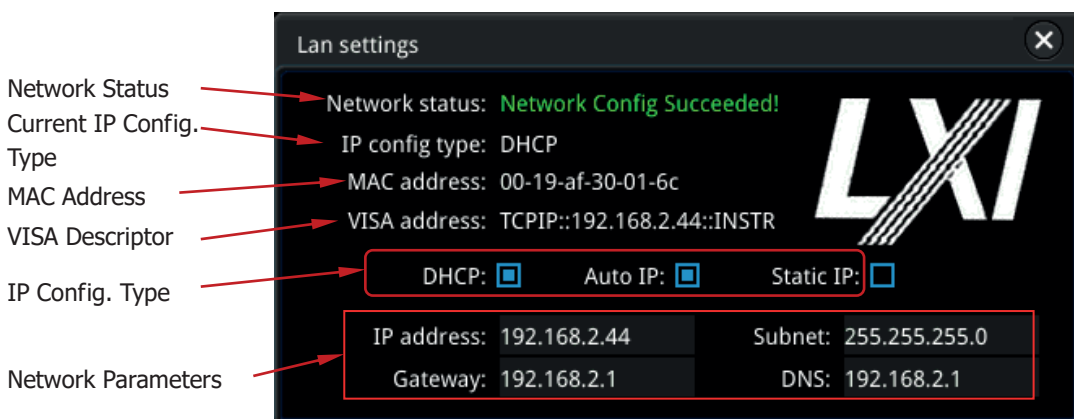 Lan settings
Network Status
Current IP Config.
Type
MAC Address
VISA Descriptor
IP Config. Type
Network Parameters
Network status: Network Config Succeeded!
IP config type: DHCP
MAC address: 00-19-af-30-01-6c
VISA address: TCPIP::192.168.2.44::INSTR
LXI
DHCP: Auto IP: Static IP:
IP address: 192.168.2.44 Subnet: 255.255.255.0
Gateway: 192.168.2.1 DNS: 192.168.2.1